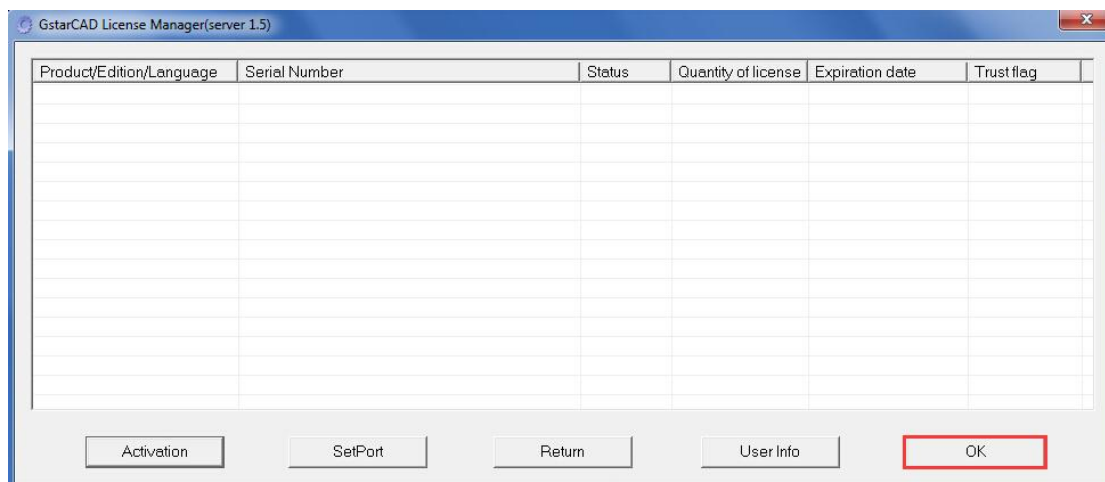 GstarCAD License Manager(server 1.5)
Product/Edition/Language Serial Number Status Quantity of license Expiration date Trust flag
Activation SetPort Return User Info OK